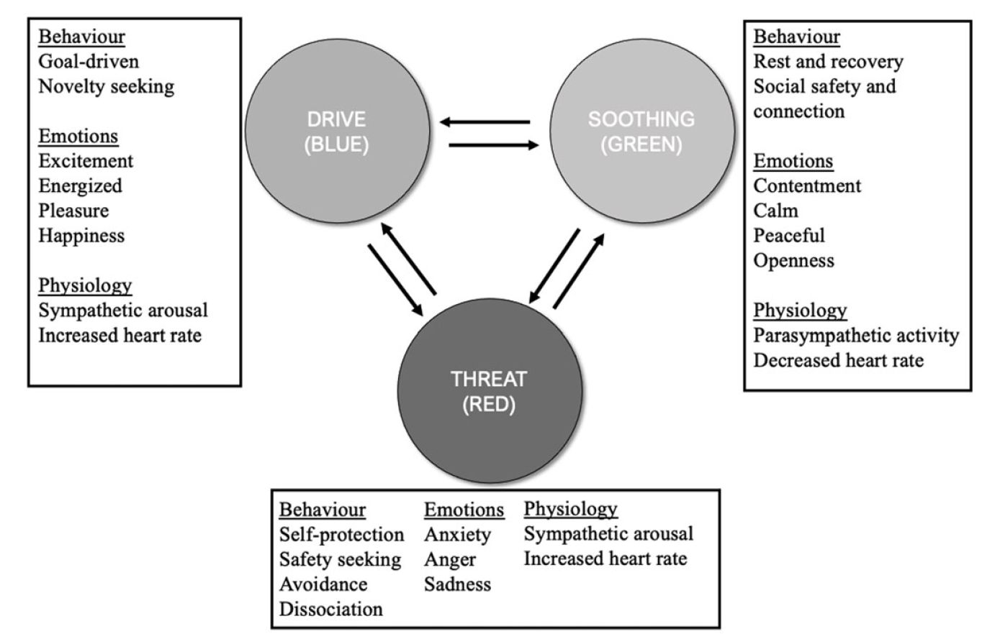 Behaviour
Goal-driven
Novelty seeking
Emotions
Excitement
Energized
Pleasure
Happiness
Physiology
Sympathetic arousal
Increased heart rate
DRIVE
(BLUE)
SOOTHING
(GREEN)
Behaviour
Rest and recovery
Social safety and
connection
Emotions
Contentment
Calm
Peaceful
Openness
Physiology
Parasympathetic activity
Decreased heart rate
THREAT
(RED)
Behaviour
Self-protection
Safety seeking
Avoidance
Dissociation
Emotions
Anxiety
Anger
Sadness
Physiology
Sympathetic arousal
Increased heart rate